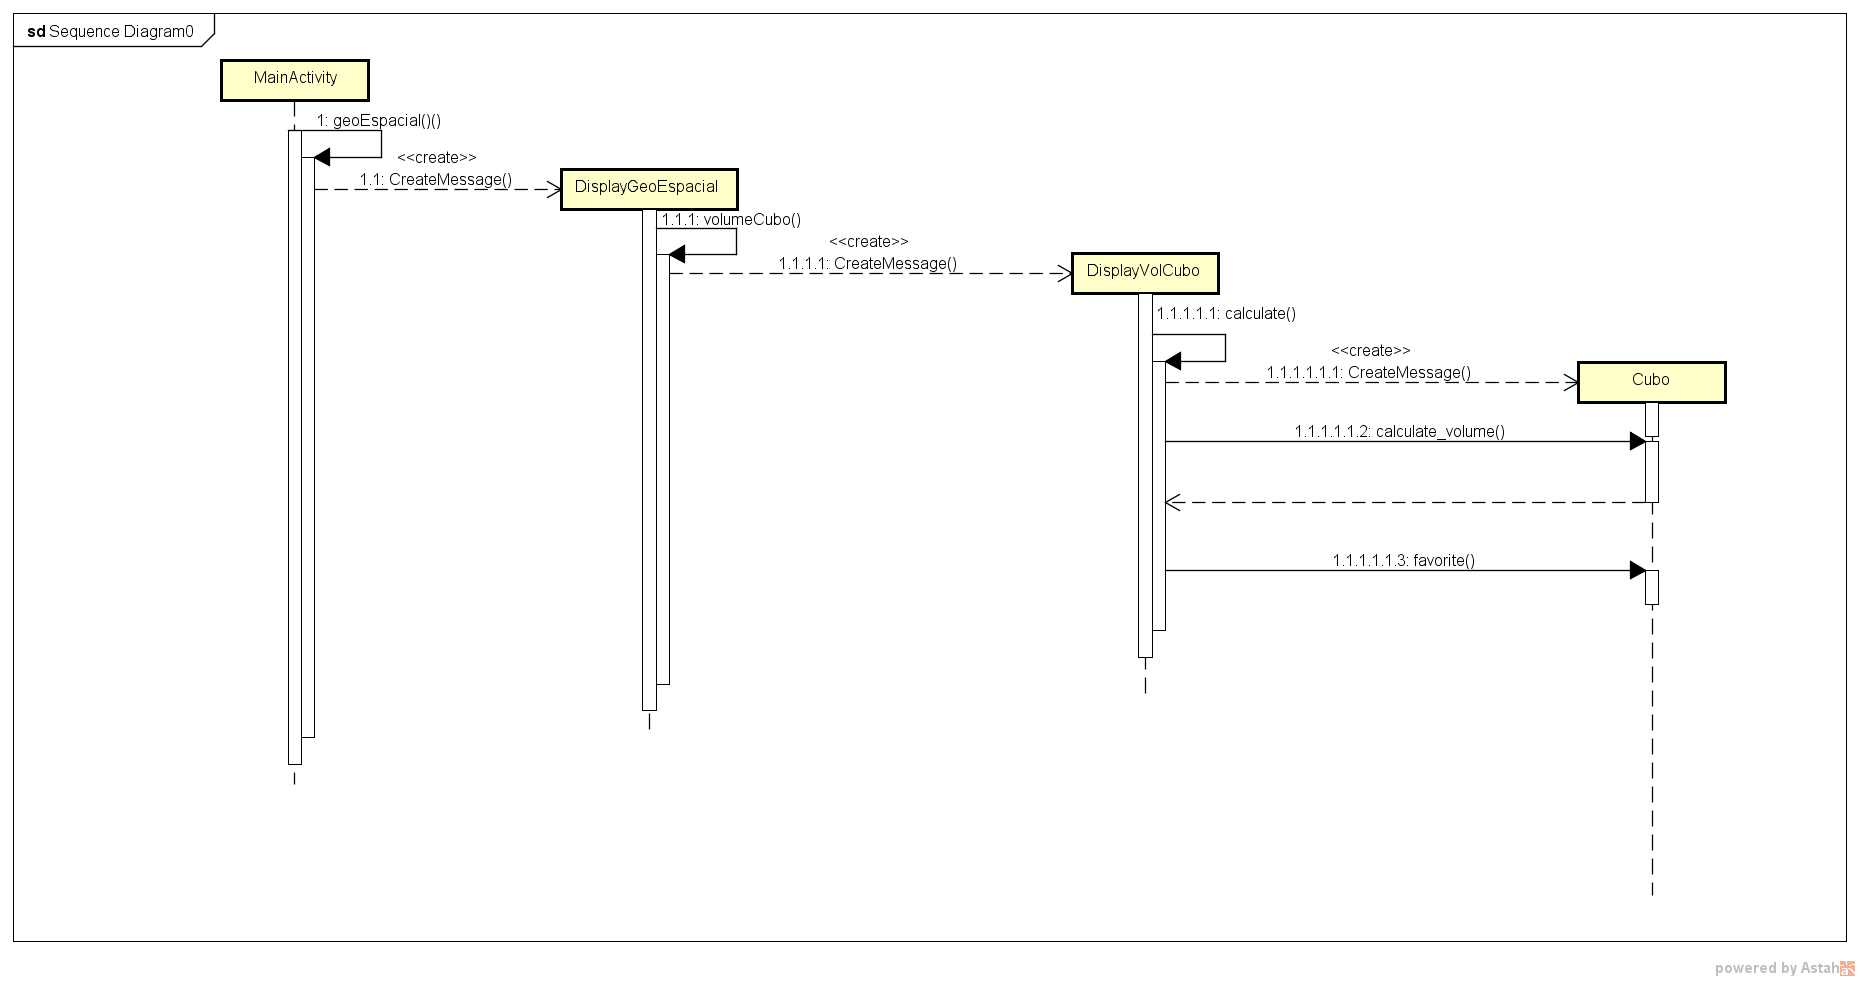 sd Sequence Diagram0
MainActivity
1: geoEspacial()()
<<create>>
1.1: CreateMessage()
DisplayGeoEspacial
1.1.1: volumeCubo()
<<create>>
1.1.1.1: CreateMessage()
DisplayVolCubo
1.1.1.1.1: calculate()
<<create>>
1.1.1.1.1.1: CreateMessage()
Cubo
1.1.1.1.1.2: calculate_volume()
1.1.1.1.1.3: favorite()
powered by Astah